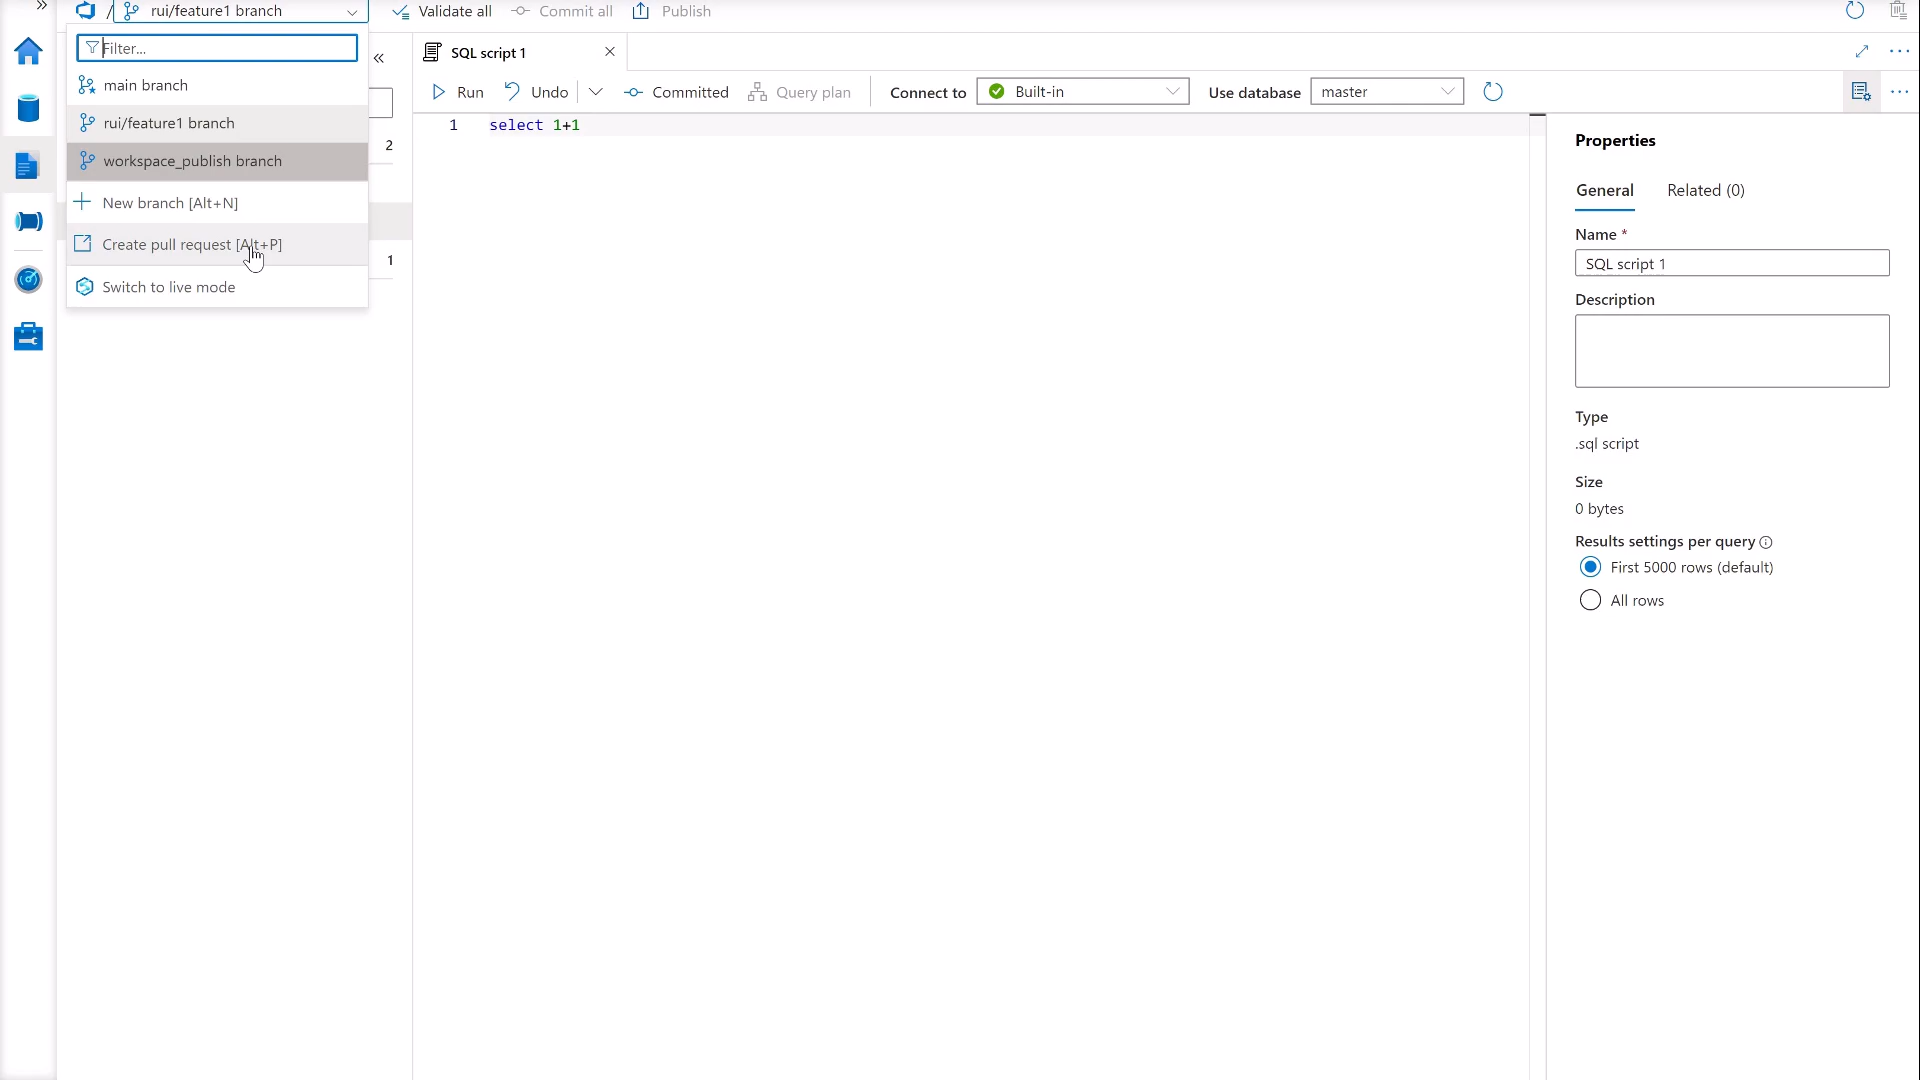 / rui/feature1 branch
Validate all
Commit all
Publish
Filter...
main branch
rui/feature1 branch
workspace_publish branch
New branch [Alt+N]
Create pull request [Alt+P]
Switch to live mode
2
1
SQL script 1
Run
Undo
Committed
Query plan
Connect to
Built-in
Use database
master
1 select 1+1
Properties
General
Related (0)
Name *
SQL script 1
Description
Type
.sql script
Size
0 bytes
Results settings per query
First 5000 rows (default)
All rows